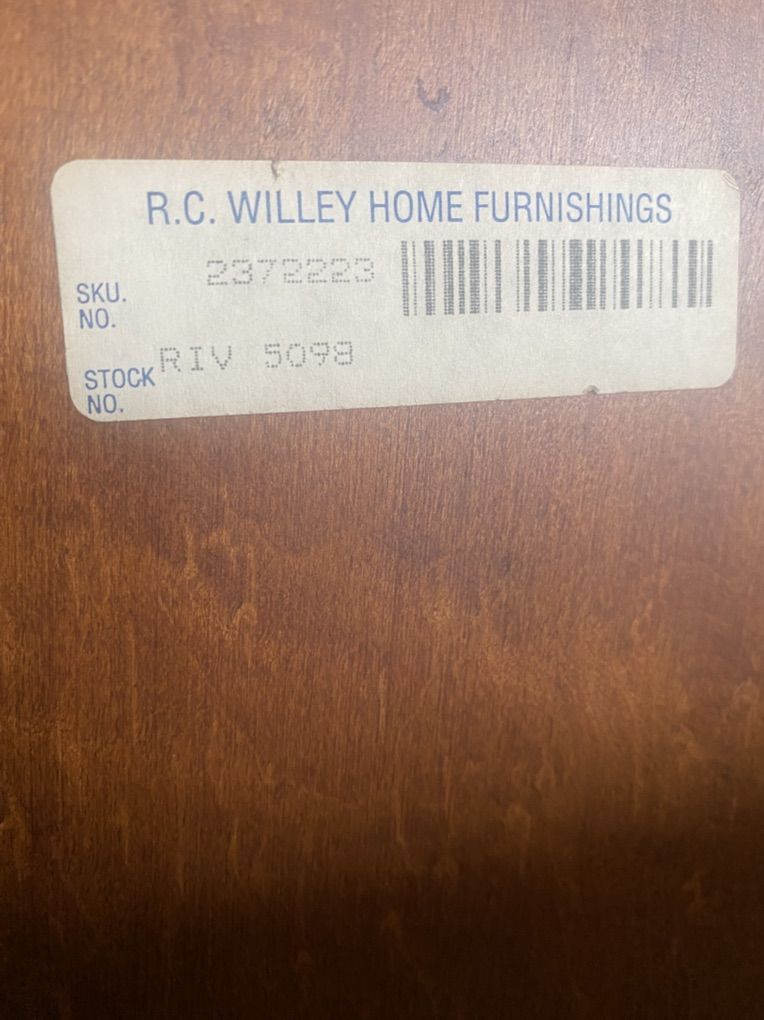 R.C. WILLEY HOME FURNISHINGS
SKU. NO. 2372223
STOCK NO. RIV 5098